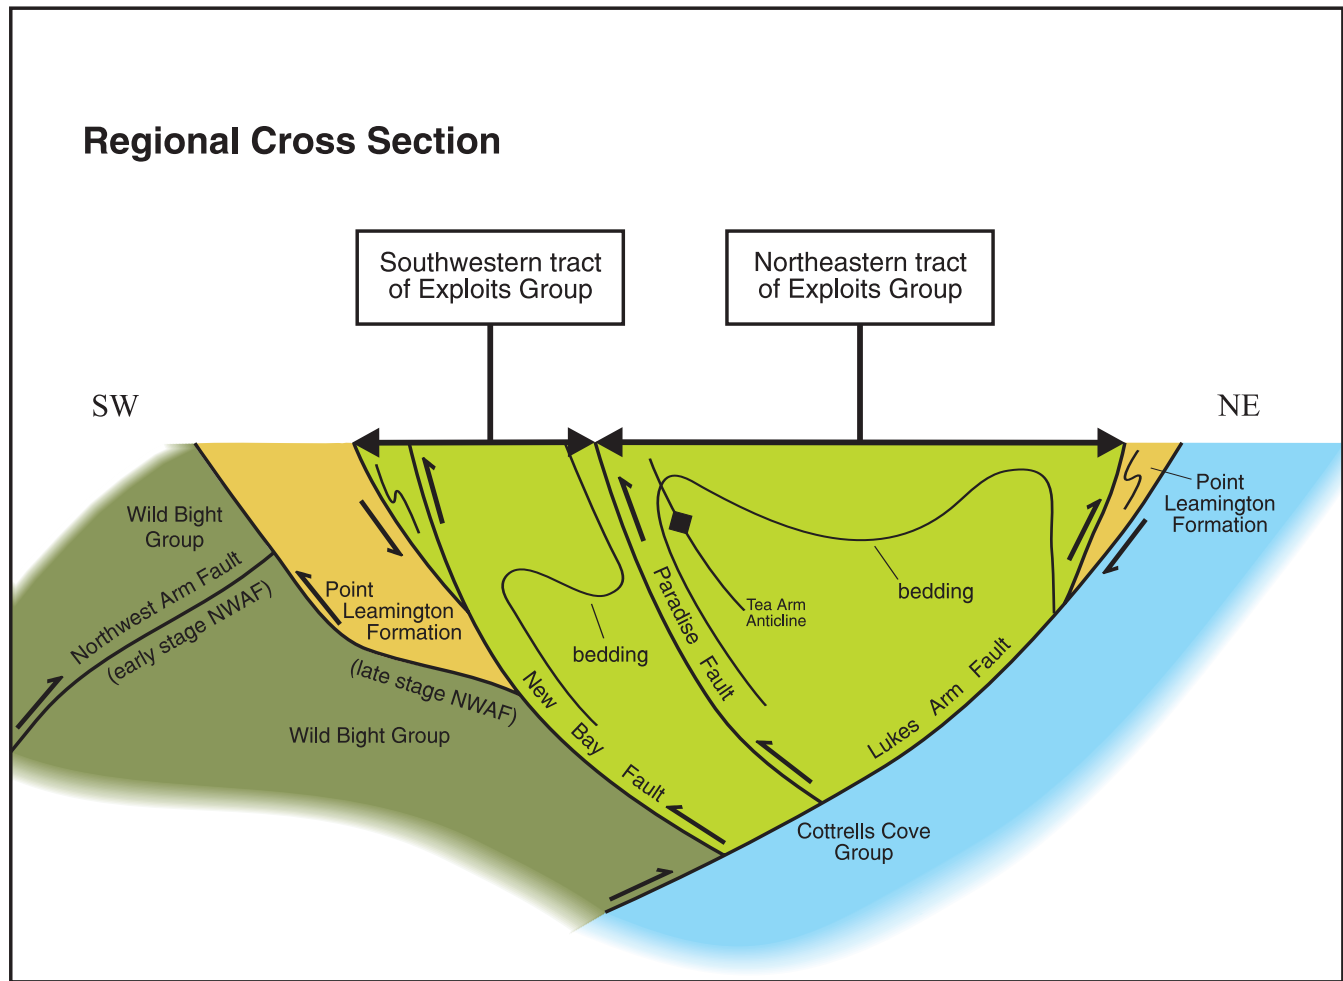 Regional Cross Section
Southwestern tract
of Exploits Group
Northeastern tract
of Exploits Group
SW
NE
Wild Bight
Group
Northwest Arm Fault
(early stage NWAF)
Point
Leamington
Formation
(late stage NWAF)
Wild Bight Group
bedding
New Bay Fault
Paradise Fault
Tea Arm
Anticline
bedding
Lukes Arm Fault
Point
Leamington
Formation
Cottrells Cove
Group